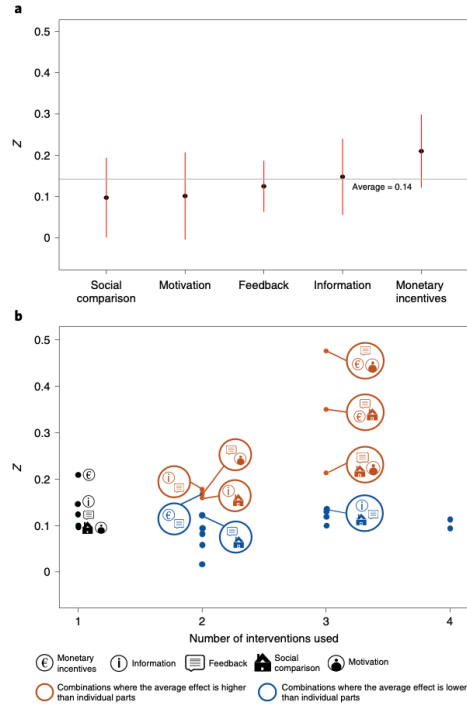 a
0.5
0.4
0.3
0.2
0.1
0
Z
Average = 0.14
Social comparison
Motivation
Feedback
Information
Monetary incentives
b
0.5
0.4
0.3
0.2
0.1
0
Z
€
i
€
i
€
i
€
i
1
2
3
4
Number of interventions used
€ Monetary incentives
i Information
Feedback
Social comparison
Motivation
Combinations where the average effect is higher
than individual parts
Combinations where the average effect is lower
than individual parts